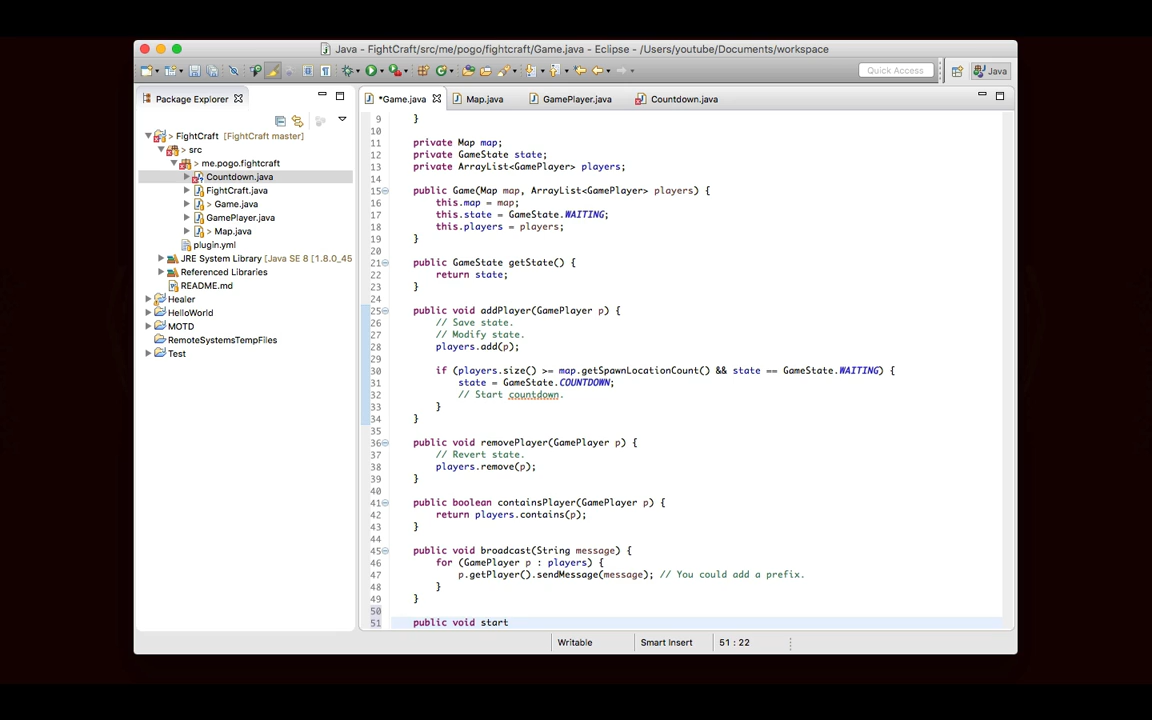 Java - FightCraft/src/me/pogo/fightcraft/Game.java - Eclipse - /Users/youtube/Documents/workspace
Quick Access
Java
Package Explorer
*Game.java
Map.java
GamePlayer.java
Countdown.java
> FightCraft [FightCraft master]
> src
> me.pogo.fightcraft
Countdown.java
FightCraft.java
> Game.java
GamePlayer.java
> Map.java
plugin.yml
JRE System Library [Java SE 8 [1.8.0_45
Referenced Libraries
README.md
Healer
HelloWorld
MOTD
RemoteSystemsTempFiles
Test
9 }
10
11 private Map map;
12 private GameState state;
13 private ArrayList<GamePlayer> players;
14
15 public Game(Map map, ArrayList<GamePlayer> players) {
16 this.map = map;
17 this.state = GameState.WAITING;
18 this.players = players;
19 }
20
21 public GameState getState() {
22 return state;
23 }
24
25 public void addPlayer(GamePlayer p) {
26 // Save state.
27 // Modify state.
28 players.add(p);
29
30 if (players.size() >= map.getSpawnLocationCount() && state == GameState.WAITING) {
31 state = GameState.COUNTDOWN;
32 // Start countdown.
33 }
34 }
35
36 public void removePlayer(GamePlayer p) {
37 // Revert state.
38 players.remove(p);
39 }
40
41 public boolean containsPlayer(GamePlayer p) {
42 return players.contains(p);
43 }
44
45 public void broadcast(String message) {
46 for (GamePlayer p : players) {
47 p.getPlayer().sendMessage(message); // You could add a prefix.
48 }
49 }
50
51 public void start
Writable
Smart Insert
51 : 22